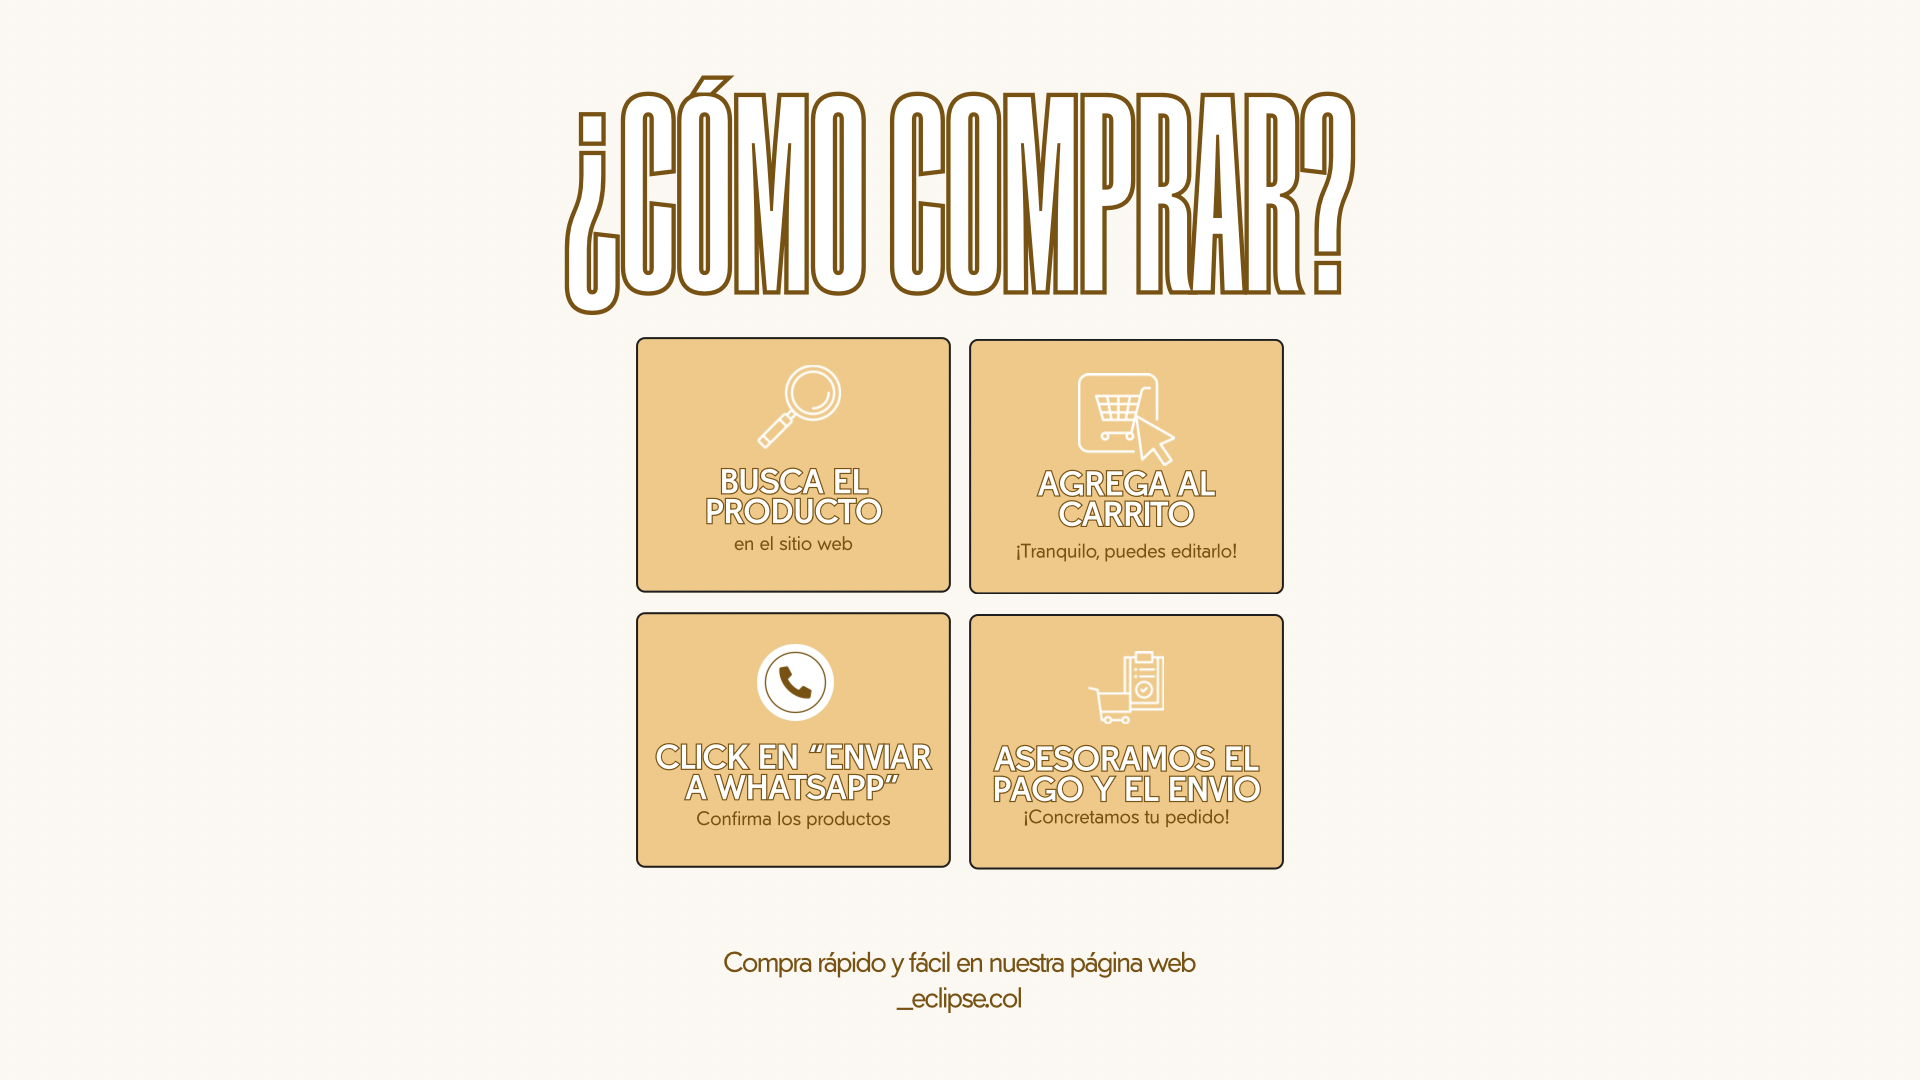 ¿CÓMO COMPRAR?
BUSCA EL
PRODUCTO
en el sitio web
AGREGA AL
CARRITO
¡Tranquilo, puedes editarlo!
CLICK EN “ENVIAR
A WHATSAPP”
Confirma los productos
ASESORAMOS EL
PAGO Y EL ENVIO
¡Concretamos tu pedido!
Compra rápido y fácil en nuestra página web
_eclipse.col